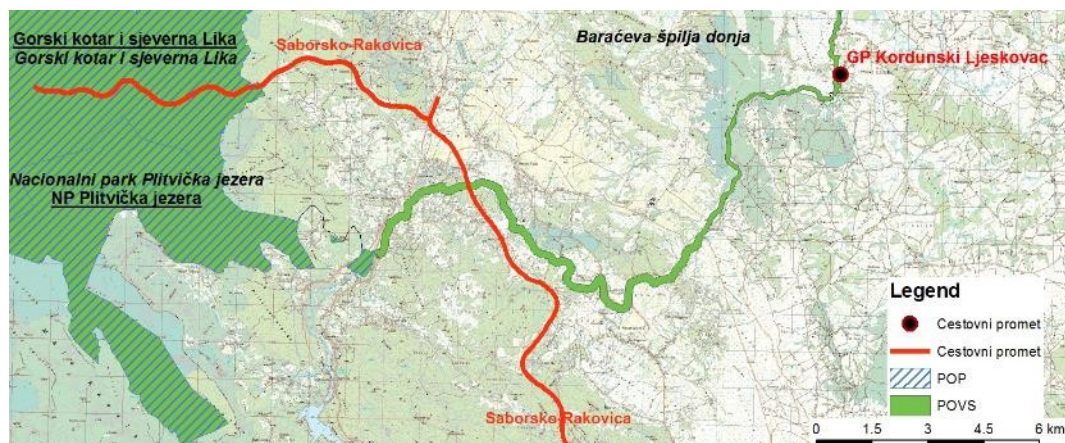 Gorski kotar i sjeverna Lika
Gorski kotar i sjeverna Lika
Saborsko-Rakovica
Baraćeva špilja donja
GP Kordunski Ljeskovac
Nacionalni park Plitvička jezera
NP Plitvička jezera
Saborsko-Rakovica
Legend
Cestovni promet
Cestovni promet
POP
POVS
0 1.5 3 4.5 6 km